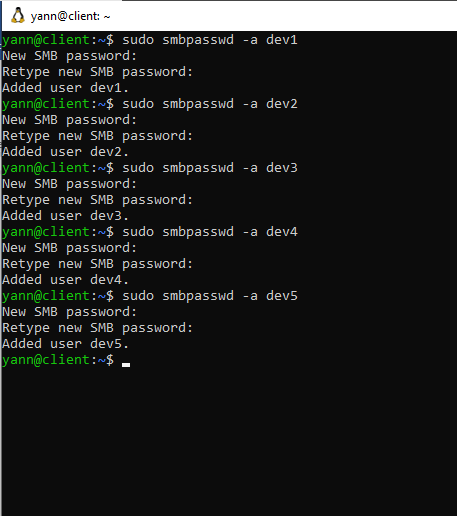 yann@client: ~
yann@client:~$ sudo smbpasswd -a dev1
New SMB password:
Retype new SMB password:
Added user dev1.
yann@client:~$ sudo smbpasswd -a dev2
New SMB password:
Retype new SMB password:
Added user dev2.
yann@client:~$ sudo smbpasswd -a dev3
New SMB password:
Retype new SMB password:
Added user dev3.
yann@client:~$ sudo smbpasswd -a dev4
New SMB password:
Retype new SMB password:
Added user dev4.
yann@client:~$ sudo smbpasswd -a dev5
New SMB password:
Retype new SMB password:
Added user dev5.
yann@client:~$